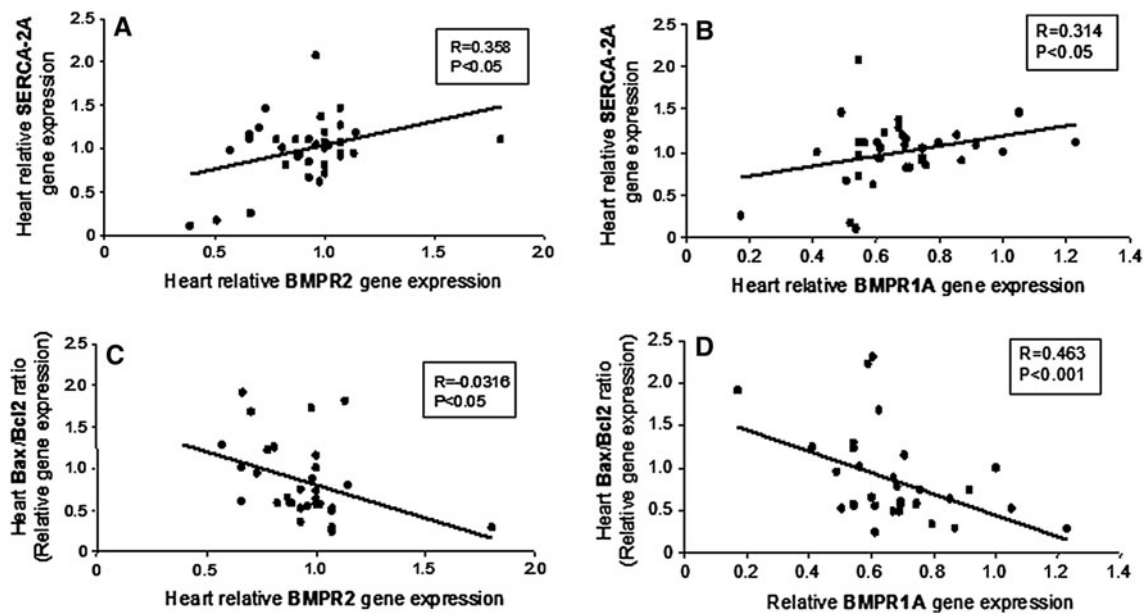 A
Heart relative SERCA-2A
gene expression
2.5
2.0
1.5
1.0
0.5
0
0
0.5
1.0
1.5
2.0
R=0.358
P<0.05
Heart relative BMPR2 gene expression
B
Heart relative SERCA-2A
gene expression
2.5
2.0
1.5
1.0
0.5
0
0
0.2
0.4
0.6
0.8
1.0
1.2
1.4
R=0.314
P<0.05
Heart relative BMPR1A gene expression
C
Heart Bax/Bcl2 ratio
(Relative gene expression)
2.5
2.0
1.5
1.0
0.5
0
0
0.5
1.0
1.5
2.0
R=-0.0316
P<0.05
Heart relative BMPR2 gene expression
D
Heart Bax/Bcl2 ratio
(Relative gene expression)
2.5
2.0
1.5
1.0
0.5
0
0
0.2
0.4
0.6
0.8
1.0
1.2
1.4
R=0.463
P<0.001
Relative BMPR1A gene expression